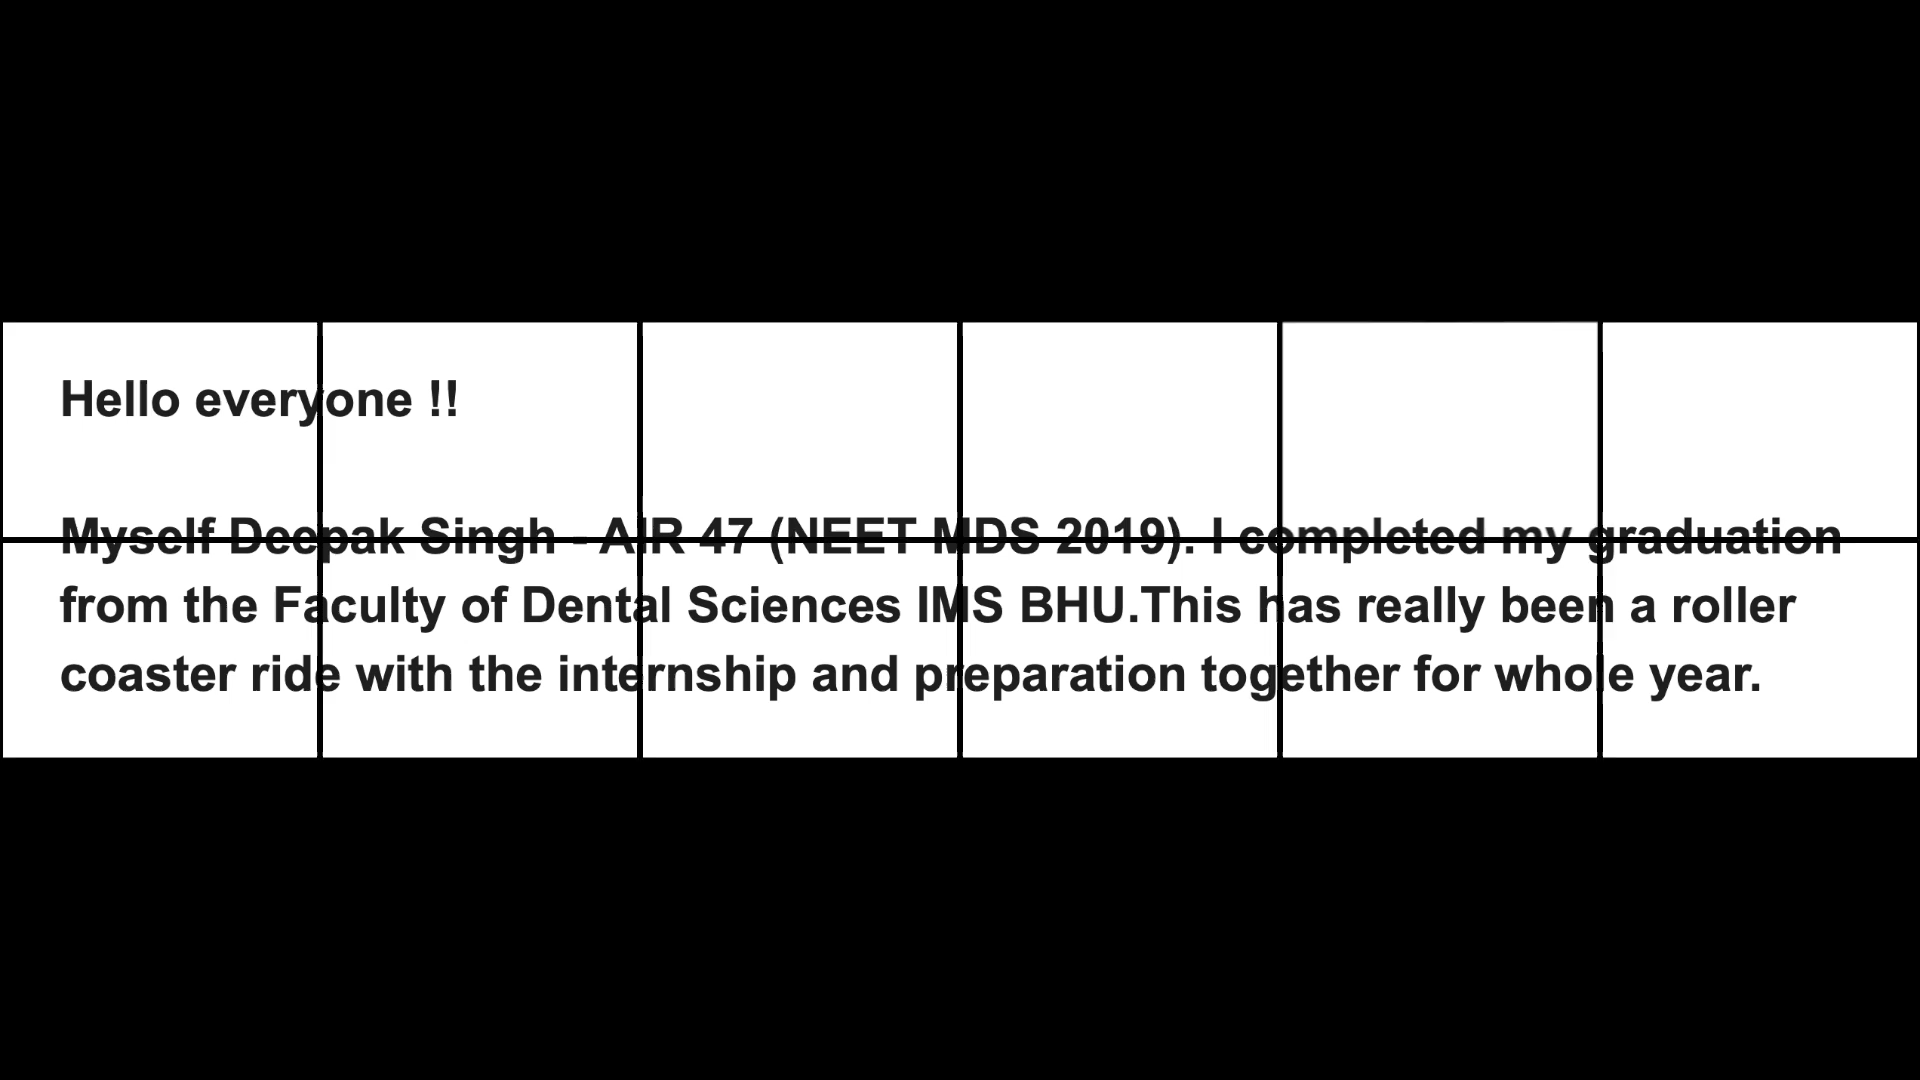 Hello everyone !!
Myself Deepak Singh - AIR 47 (NEET MDS 2019). I completed my graduation
from the Faculty of Dental Sciences IMS BHU.This has really been a roller
coaster ride with the internship and preparation together for whole year.